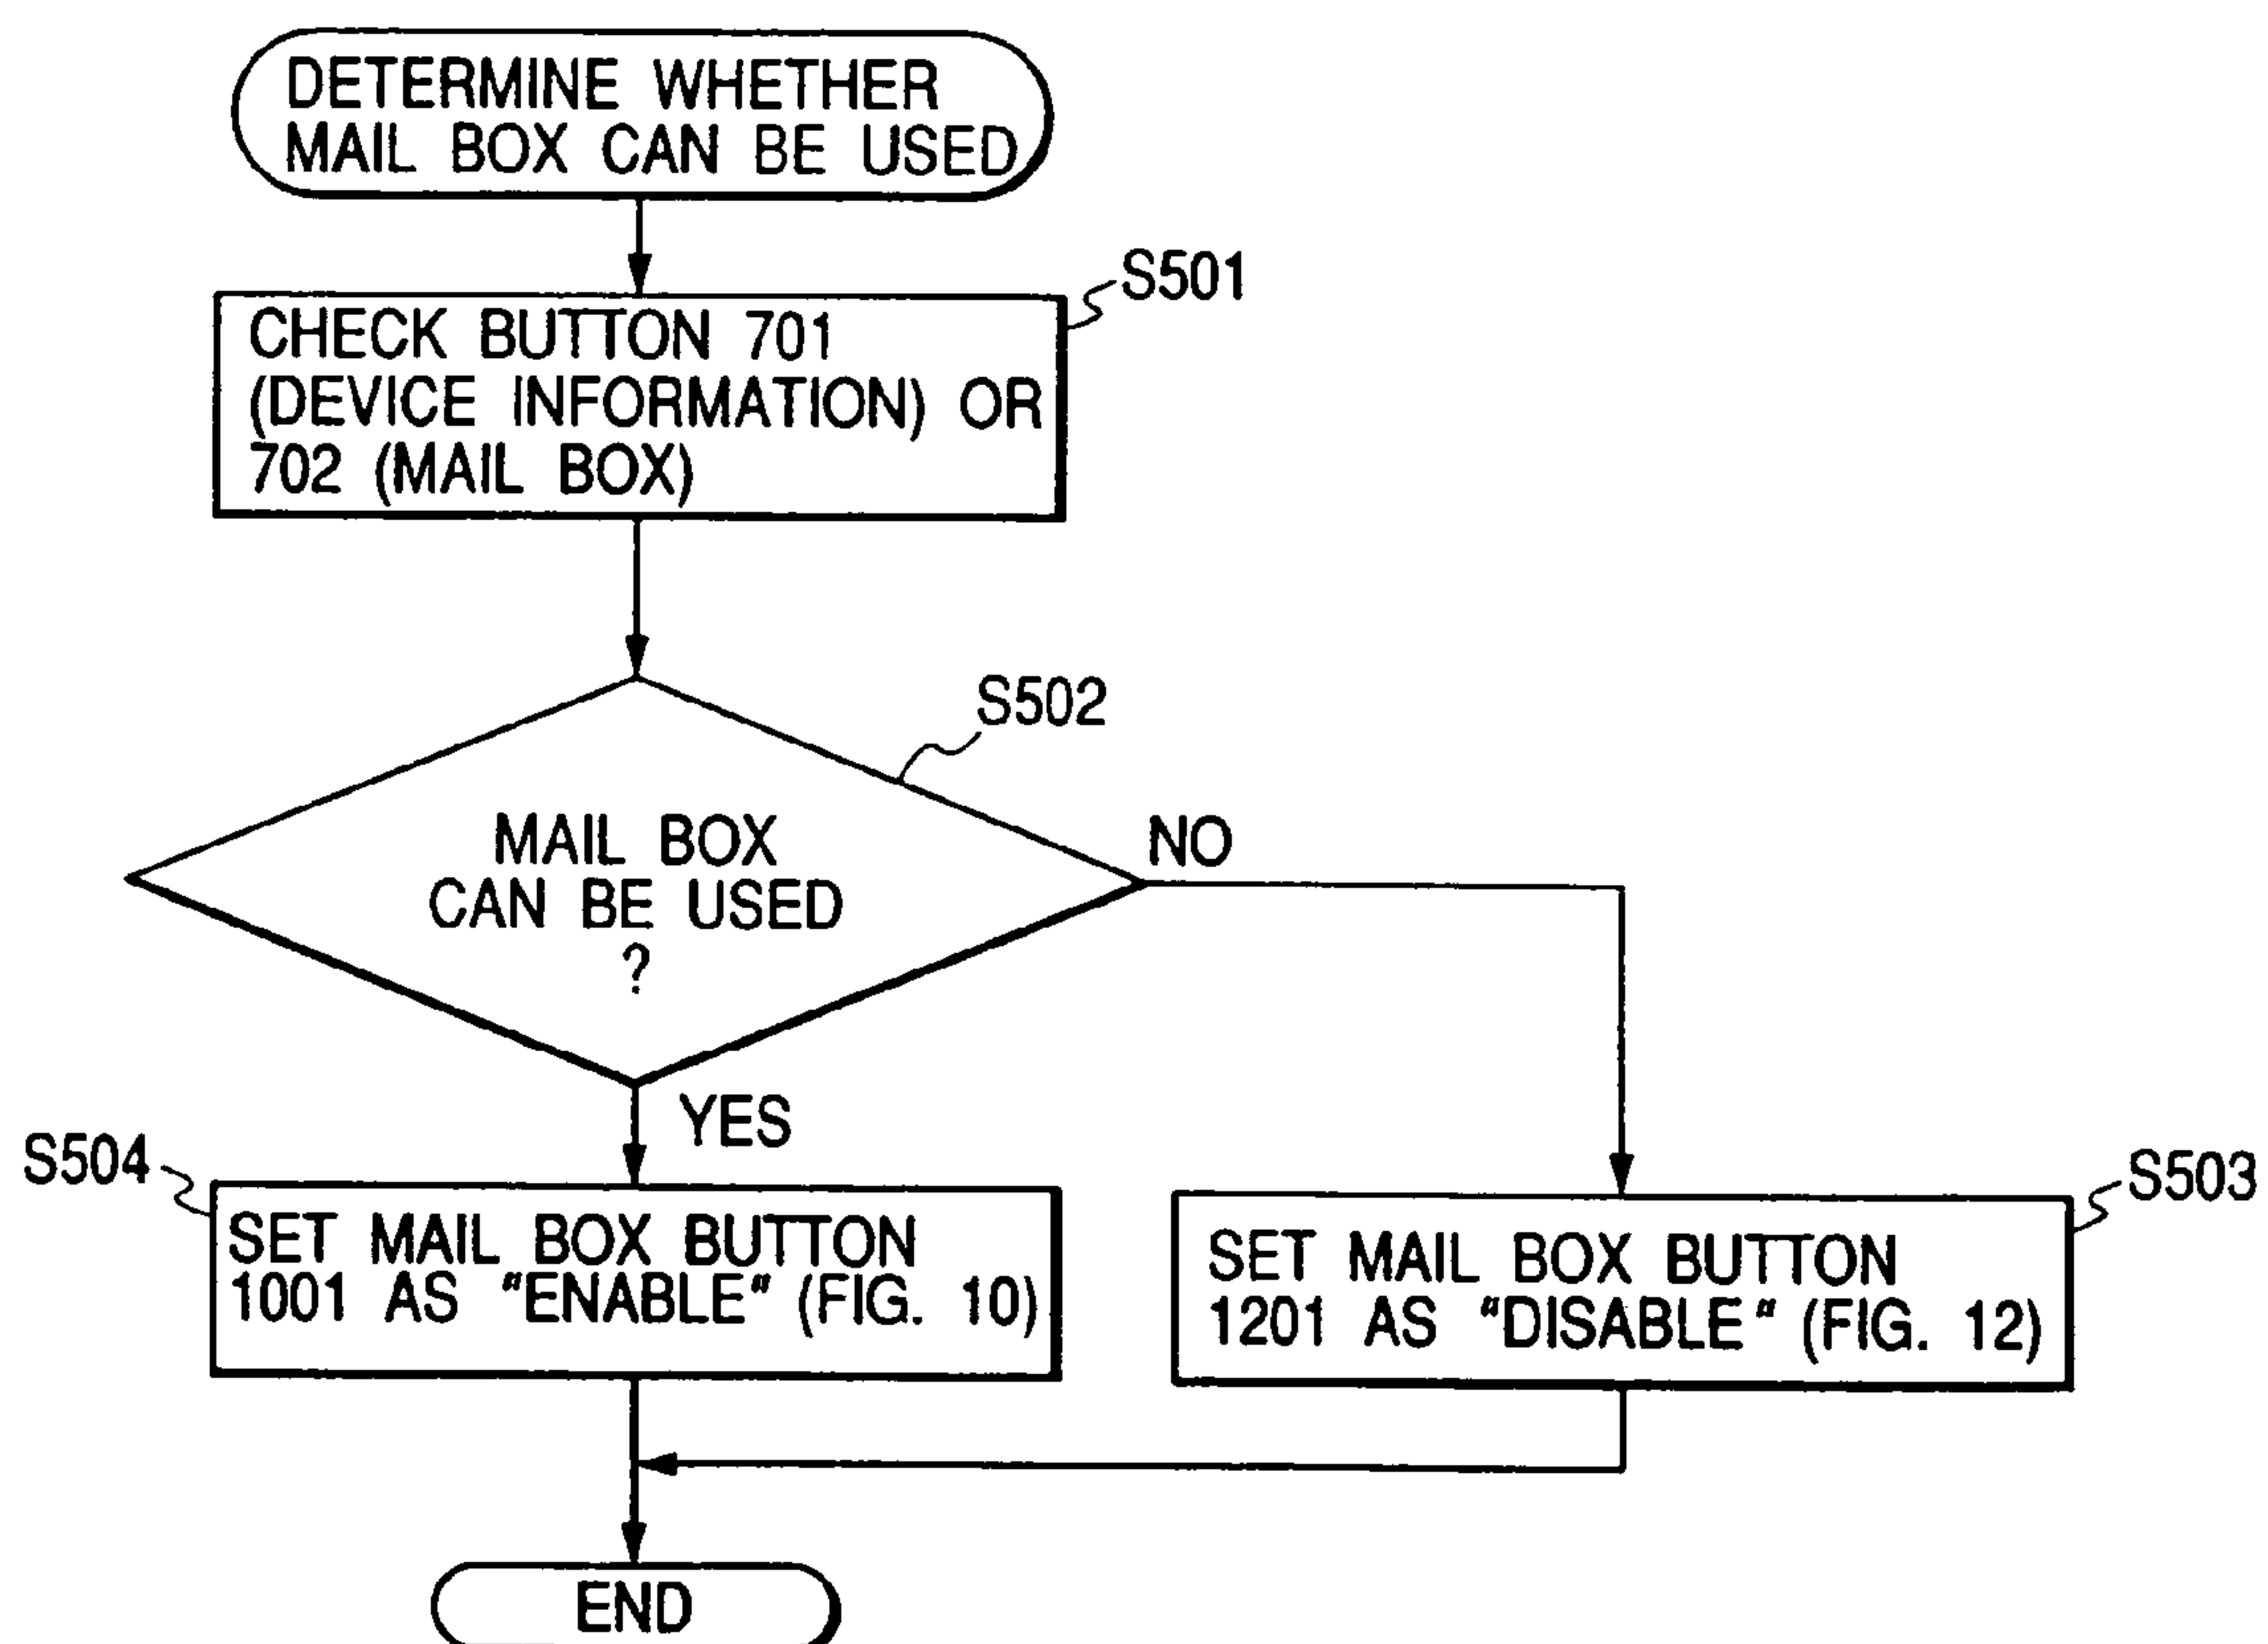 DETERMINE WHETHER
MAIL BOX CAN BE USED
S501
CHECK BUTTON 701
(DEVICE INFORMATION) OR
702 (MAIL BOX)
S502
MAIL BOX
CAN BE USED
?
NO
YES
S504
SET MAIL BOX BUTTON
1001 AS "ENABLE" (FIG. 10)
S503
SET MAIL BOX BUTTON
1201 AS "DISABLE" (FIG. 12)
END